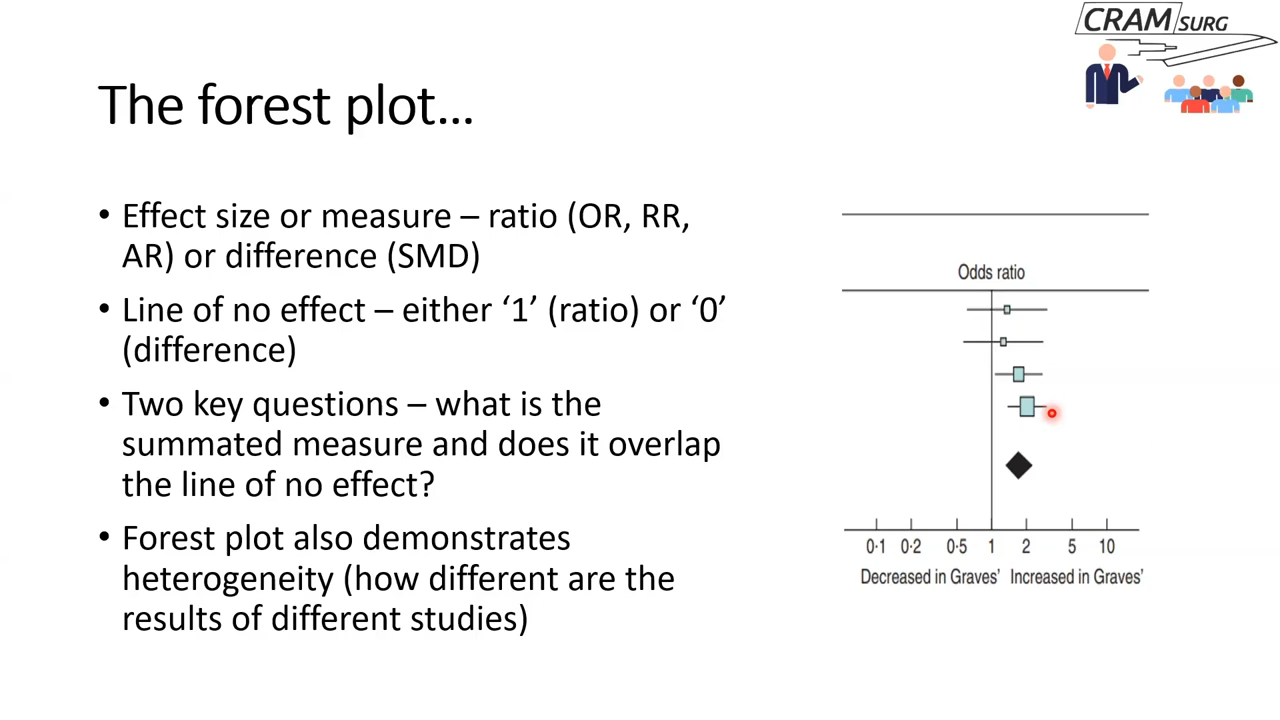 CRAM SURG
The forest plot...
• Effect size or measure – ratio (OR, RR,
AR) or difference (SMD)
• Line of no effect – either ‘1’ (ratio) or ‘0’
(difference)
• Two key questions – what is the
summated measure and does it overlap
the line of no effect?
• Forest plot also demonstrates
heterogeneity (how different are the
results of different studies)
Odds ratio
0·1 0·2 0·5 1 2 5 10
Decreased in Graves’ Increased in Graves’